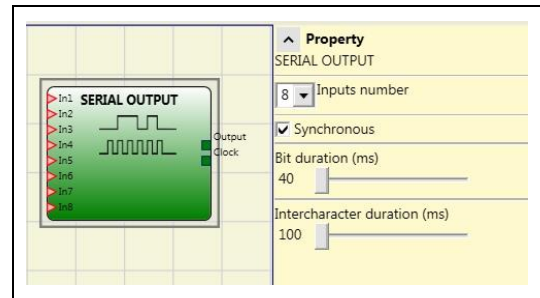 In1 SERIAL OUTPUT
In2
In3
In4
In5
In6
In7
In8
Output
Clock
Property
SERIAL OUTPUT
8 Inputs number
Synchronous
Bit duration (ms)
40
Intercharacter duration (ms)
100